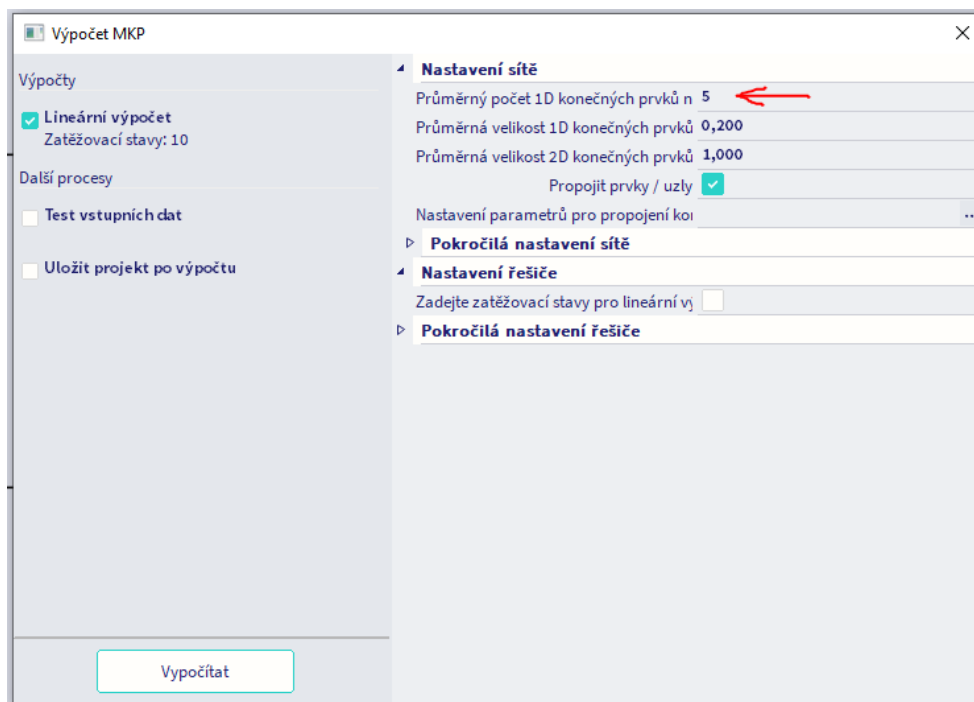 Výpočet MKP
Výpočty
Lineární výpočet
Zatěžovací stavy: 10
Další procesy
Test vstupních dat
Uložit projekt po výpočtu
Vypočítat
Nastavení sítě
Průměrný počet 1D konečných prvků n 5
Průměrná velikost 1D konečných prvků 0,200
Průměrná velikost 2D konečných prvků 1,000
Propojit prvky / uzly
Nastavení parametrů pro propojení kor ...
Pokročilá nastavení sítě
Nastavení řešiče
Zadejte zatěžovací stavy pro lineární vý
Pokročilá nastavení řešiče